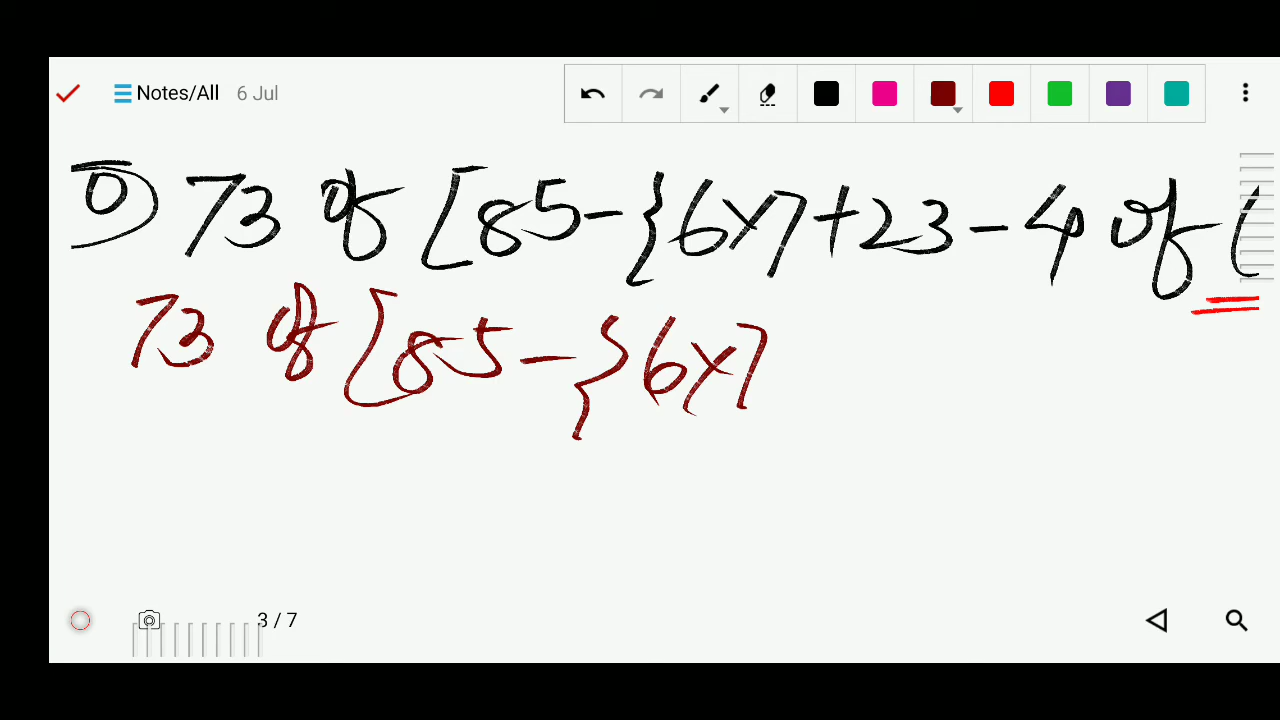 Notes/All 6 Jul
0) 73 of [85-{6×7+23-4 of (
73 of [85-{6×7
3 / 7